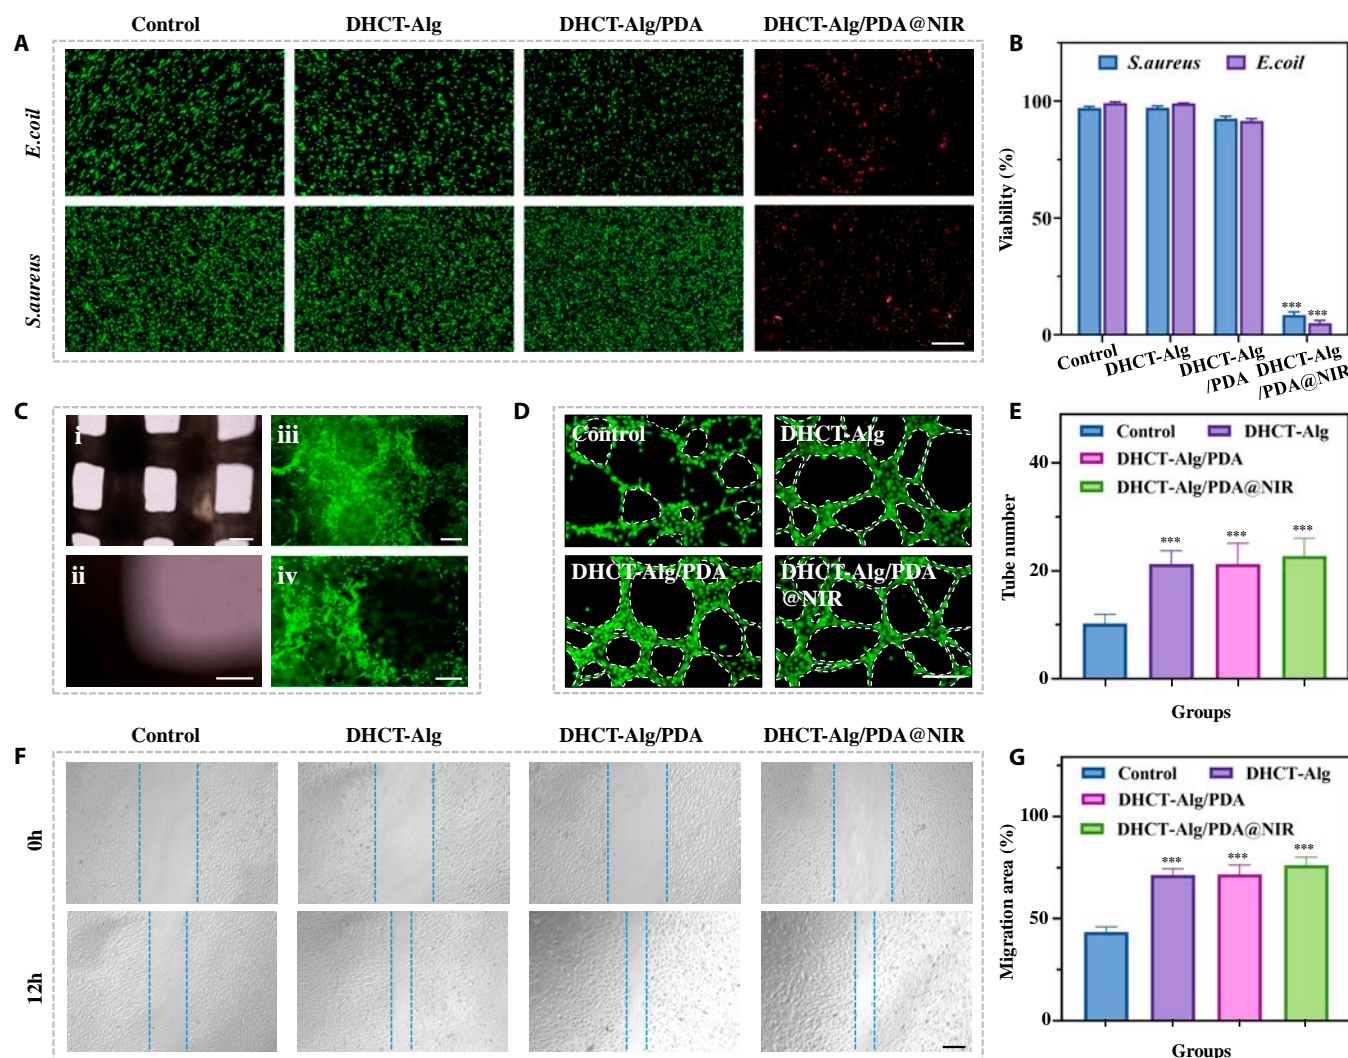 Control DHCT-Alg DHCT-Alg/PDA DHCT-Alg/PDA@NIR
A
E.coil
S.aureus
B
S.aureus E.coil
Viability (%)
100
50
0
*** ***
Control DHCT-Alg DHCT-Alg /PDA DHCT-Alg /PDA@NIR
C
i
ii
iii
iv
D
Control
DHCT-Alg
DHCT-Alg/PDA
DHCT-Alg/PDA
@NIR
E
Control DHCT-Alg
DHCT-Alg/PDA
DHCT-Alg/PDA@NIR
Tube number
40
20
0
*** *** ***
Groups
F
Control DHCT-Alg DHCT-Alg/PDA DHCT-Alg/PDA@NIR
0h
12h
G
Control DHCT-Alg
DHCT-Alg/PDA
DHCT-Alg/PDA@NIR
Migration area (%)
100
50
0
*** *** ***
Groups